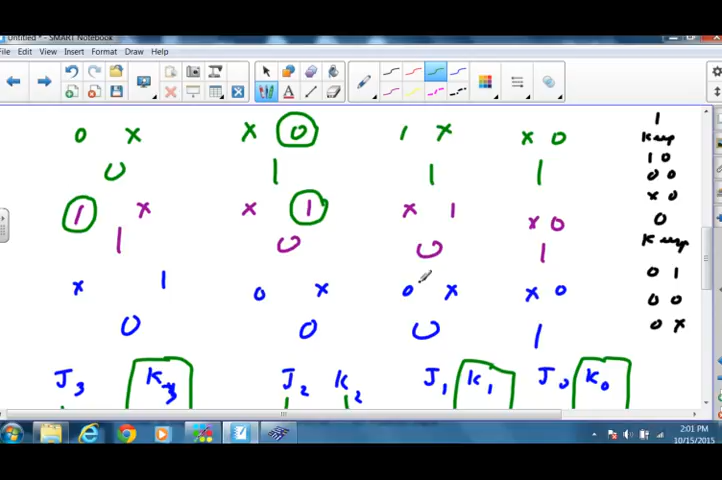 Untitled * - SMART Notebook
File Edit View Insert Format Draw Help
0 x x 0 1 x x 0
0 1 1 1
1 x x 1 x 1 x 0
1 0 0 1
x 1 0 x 0 x x 0
0 0 0 1
J3 K3 J2 K2 J1 K1 J0 K0
1
Keep
1 0
0 0
x 0
0
Keep
0 1
0 0
0 x
2:01 PM
10/15/2015